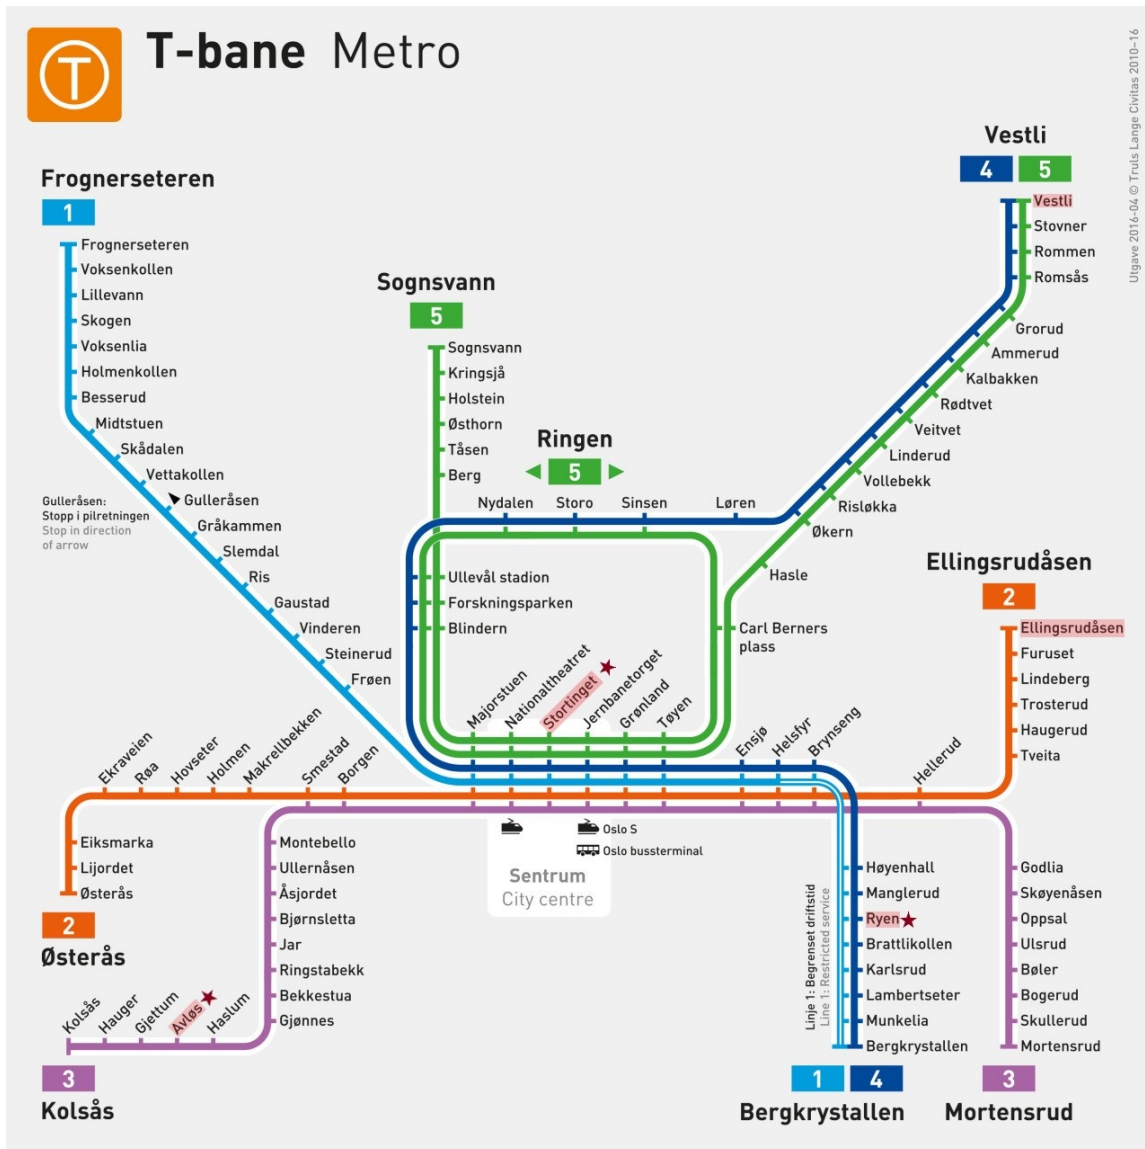 T
T-bane Metro
Utgave 2016-04 © Truls Lange Civitas 2010-16
Frognerseteren
1
Frognerseteren
Voksenkollen
Lillevann
Skogen
Voksenlia
Holmenkollen
Besserud
Midtstuen
Skådalen
Vettakollen
Gulleråsen
Gråkammen
Slemdal
Ris
Gaustad
Vinderen
Steinerud
Frøen
Gulleråsen:
Stopp i pilretningen
Stop in direction
of arrow
Sognsvann
5
Sognsvann
Kringsjå
Holstein
Østhorn
Tåsen
Berg
Ullevål stadion
Forskningsparken
Blindern
Ringen
5
Nydalen
Storo
Sinsen
Løren
Vestli
4
5
Vestli
Stovner
Rommen
Romsås
Grorud
Ammerud
Kalbakken
Rødtvet
Veitvet
Linderud
Vollebekk
Risløkka
Økern
Hasle
Carl Berners
plass
Ellingsrudåsen
2
Ellingsrudåsen
Furuset
Lindeberg
Trosterud
Haugerud
Tveita
Ekraveien
Røa
Hovseter
Holmen
Makrellbekken
Smestad
Borgen
Majorstuen
Nationaltheatret
Stortinget
Jernbanetorget
Grønland
Tøyen
Ensjø
Helsfyr
Brynseng
Hellerud
Eiksmarka
Lijordet
Østerås
2
Østerås
Montebello
Ullernåsen
Åsjordet
Bjørnsletta
Jar
Ringstabekk
Bekkestua
Gjønnes
Kolsås
Hauger
Gjettum
Avløs
Haslum
3
Kolsås
Oslo S
Oslo bussterminal
Sentrum
City centre
Linje 1: Begrenset driftstid
Line 1: Restricted service
Høyenhall
Manglerud
Ryen
Brattlikollen
Karlsrud
Lambertseter
Munkelia
Bergkrystallen
1
4
Bergkrystallen
Godlia
Skøyenåsen
Oppsal
Ulsrud
Bøler
Bogerud
Skullerud
Mortensrud
3
Mortensrud